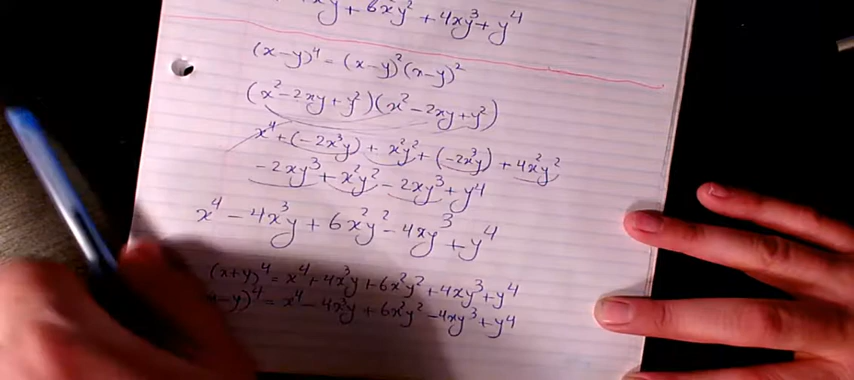 xy + 6x²y² + 4xy³ + y⁴
(x-y)⁴ = (x-y)²(x-y)²
(x²-2xy+y²)(x²-2xy+y²)
x⁴+(-2x³y) + x²y² + (-2x³y) + 4x²y²
-2xy³ + x²y² - 2xy³ + y⁴
x⁴ - 4x³y + 6x²y² - 4xy³ + y⁴
(x+y)⁴ = x⁴ + 4x³y + 6x²y² + 4xy³ + y⁴
-y)⁴ = x⁴ - 4x³y + 6x²y² - 4xy³ + y⁴